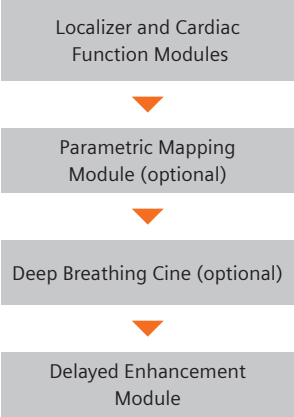 Localizer and Cardiac
Function Modules
Parametric Mapping
Module (optional)
Deep Breathing Cine (optional)
Delayed Enhancement
Module